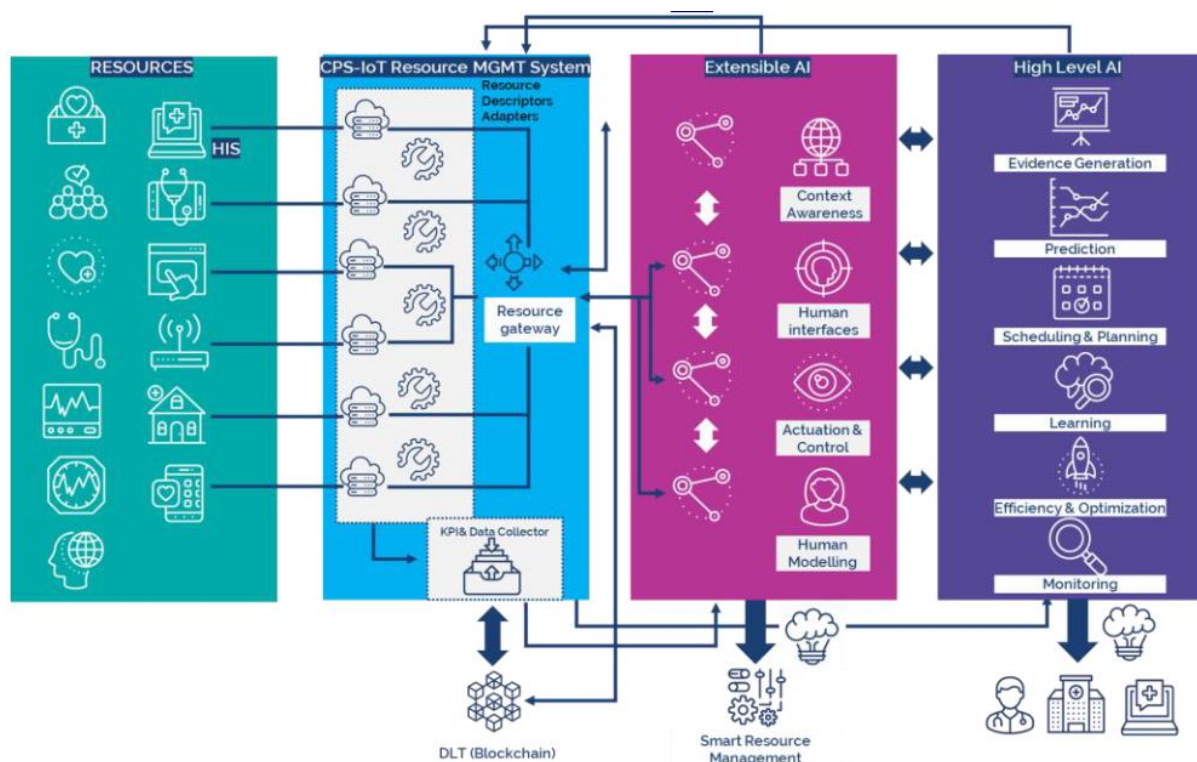 RESOURCES
HIS
CPS-IoT Resource MGMT System
Resource
Descriptors
Adapters
Resource
gateway
KPI& Data Collector
DLT (Blockchain)
Extensible AI
Context
Awareness
Human
interfaces
Actuation &
Control
Human
Modelling
Smart Resource
Management
High Level AI
Evidence Generation
Prediction
Scheduling & Planning
Learning
Efficiency & Optimization
Monitoring